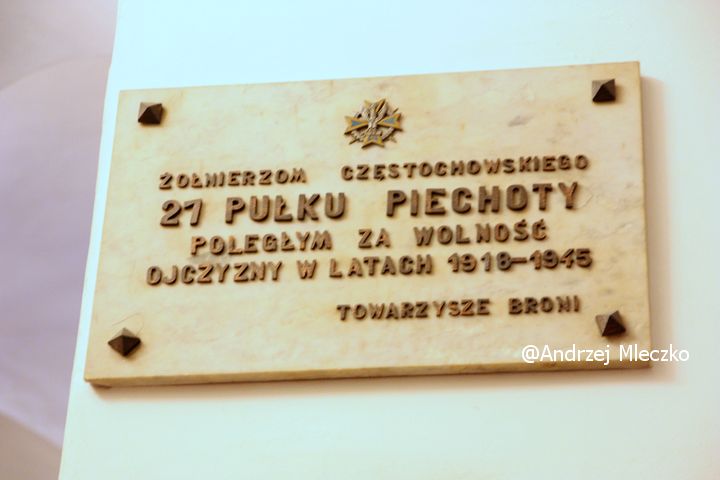 ŻOŁNIERZOM CZĘSTOCHOWSKIEGO
27 PUŁKU PIECHOTY
POLEGŁYM ZA WOLNOŚĆ
OJCZYZNY W LATACH 1918-1945
TOWARZYSZE BRONI
@Andrzej Mleczko